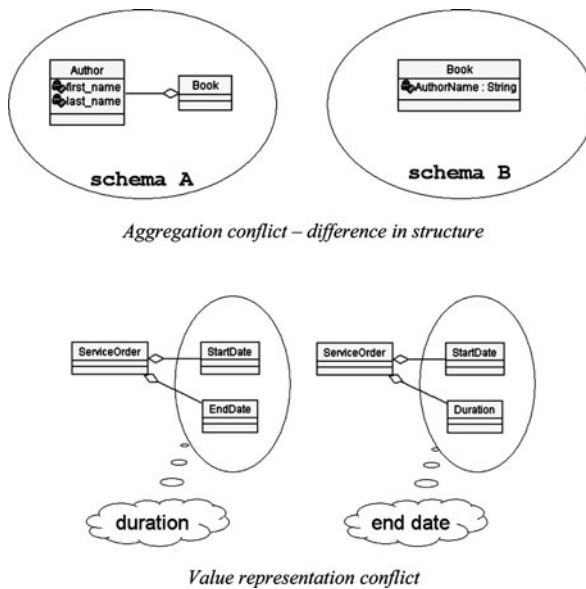 Author
first_name
last_name
Book
schema A
Book
AuthorName : String
schema B
Aggregation conflict – difference in structure
ServiceOrder
StartDate
EndDate
duration
ServiceOrder
StartDate
Duration
end date
Value representation conflict